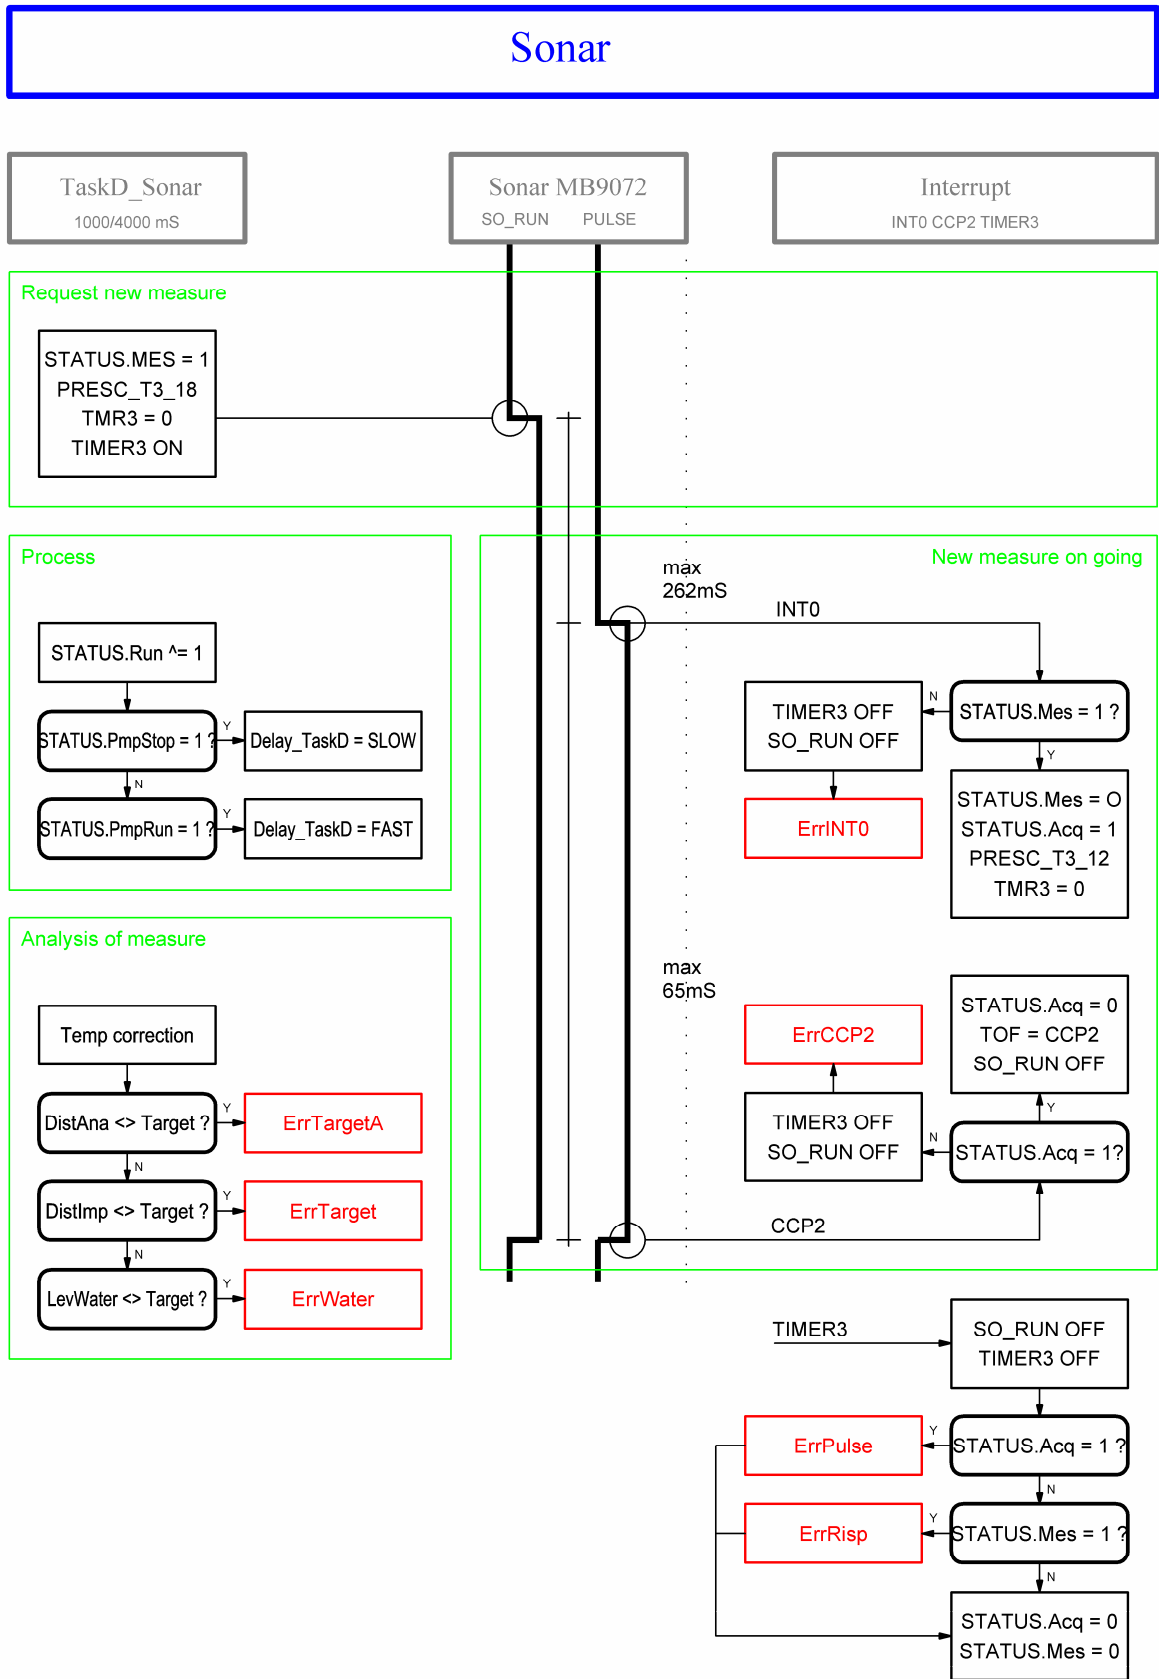 Sonar
TaskD_Sonar
1000/4000 mS
Sonar MB9072
SO_RUN PULSE
Interrupt
INT0 CCP2 TIMER3
Request new measure
STATUS.MES = 1
PRESC_T3_18
TMR3 = 0
TIMER3 ON
Process
STATUS.Run ^= 1
STATUS.PmpStop = 1 ?
Y
Delay_TaskD = SLOW
N
STATUS.PmpRun = 1 ?
Y
Delay_TaskD = FAST
Analysis of measure
Temp correction
DistAna <> Target ?
Y
ErrTargetA
N
DistImp <> Target ?
Y
ErrTarget
N
LevWater <> Target ?
Y
ErrWater
New measure on going
max
262mS
INT0
STATUS.Mes = 1 ?
N
TIMER3 OFF
SO_RUN OFF
ErrINT0
Y
STATUS.Mes = O
STATUS.Acq = 1
PRESC_T3_12
TMR3 = 0
max
65mS
STATUS.Acq = 0
TOF = CCP2
SO_RUN OFF
ErrCCP2
Y
TIMER3 OFF
SO_RUN OFF
N
STATUS.Acq = 1?
CCP2
TIMER3
SO_RUN OFF
TIMER3 OFF
ErrPulse
Y
STATUS.Acq = 1 ?
N
ErrRisp
Y
STATUS.Mes = 1 ?
N
STATUS.Acq = 0
STATUS.Mes = 0